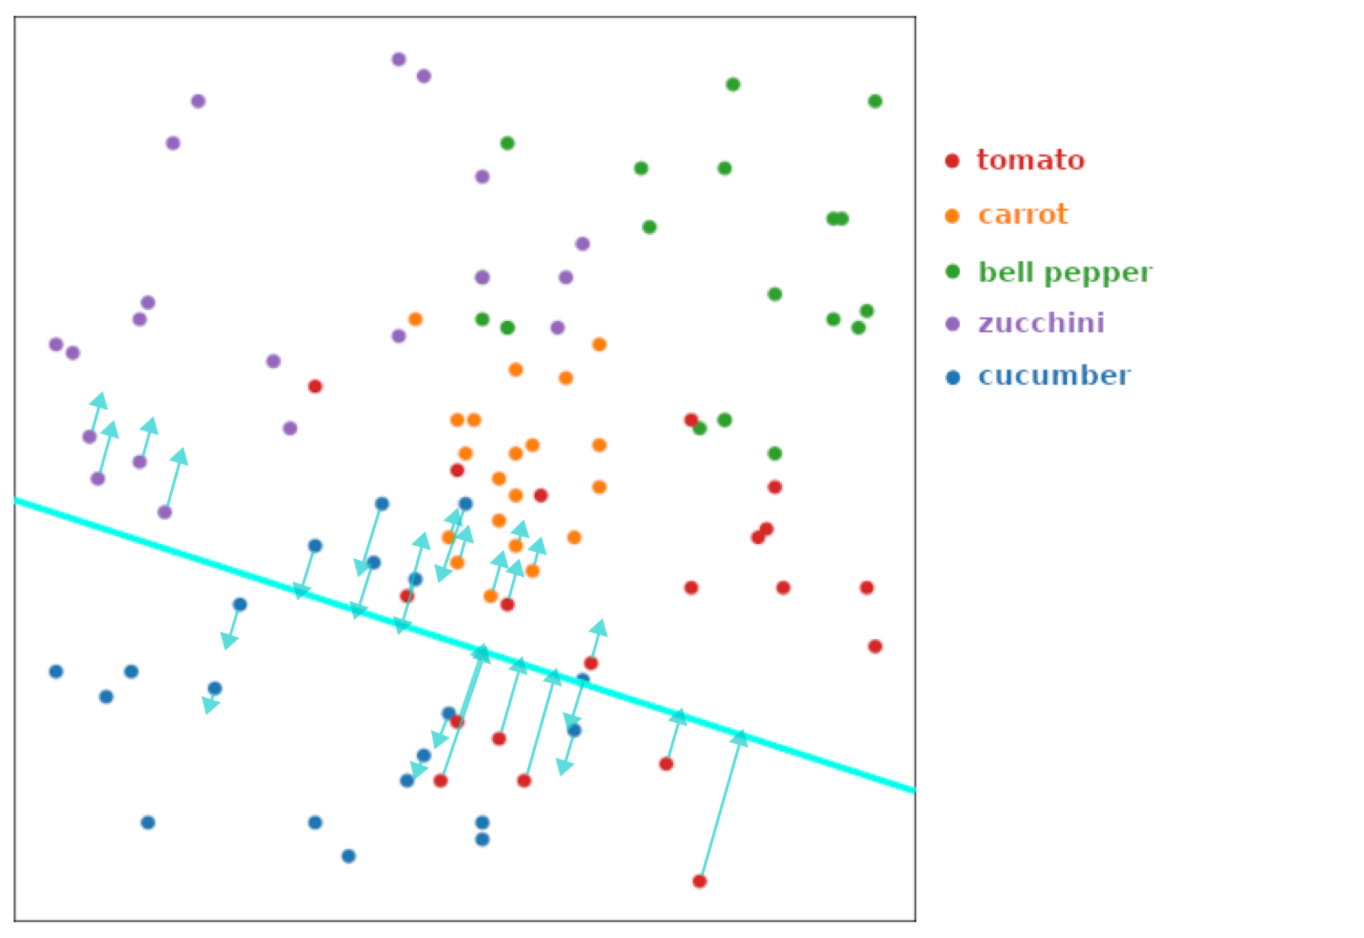 tomato
carrot
bell pepper
zucchini
cucumber